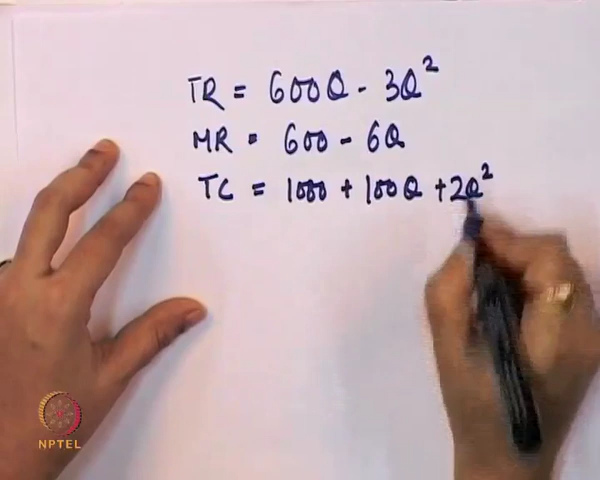 TR = 600Q - 3Q²
MR = 600 - 6Q
TC = 1000 + 100Q + 2Q²
NPTEL